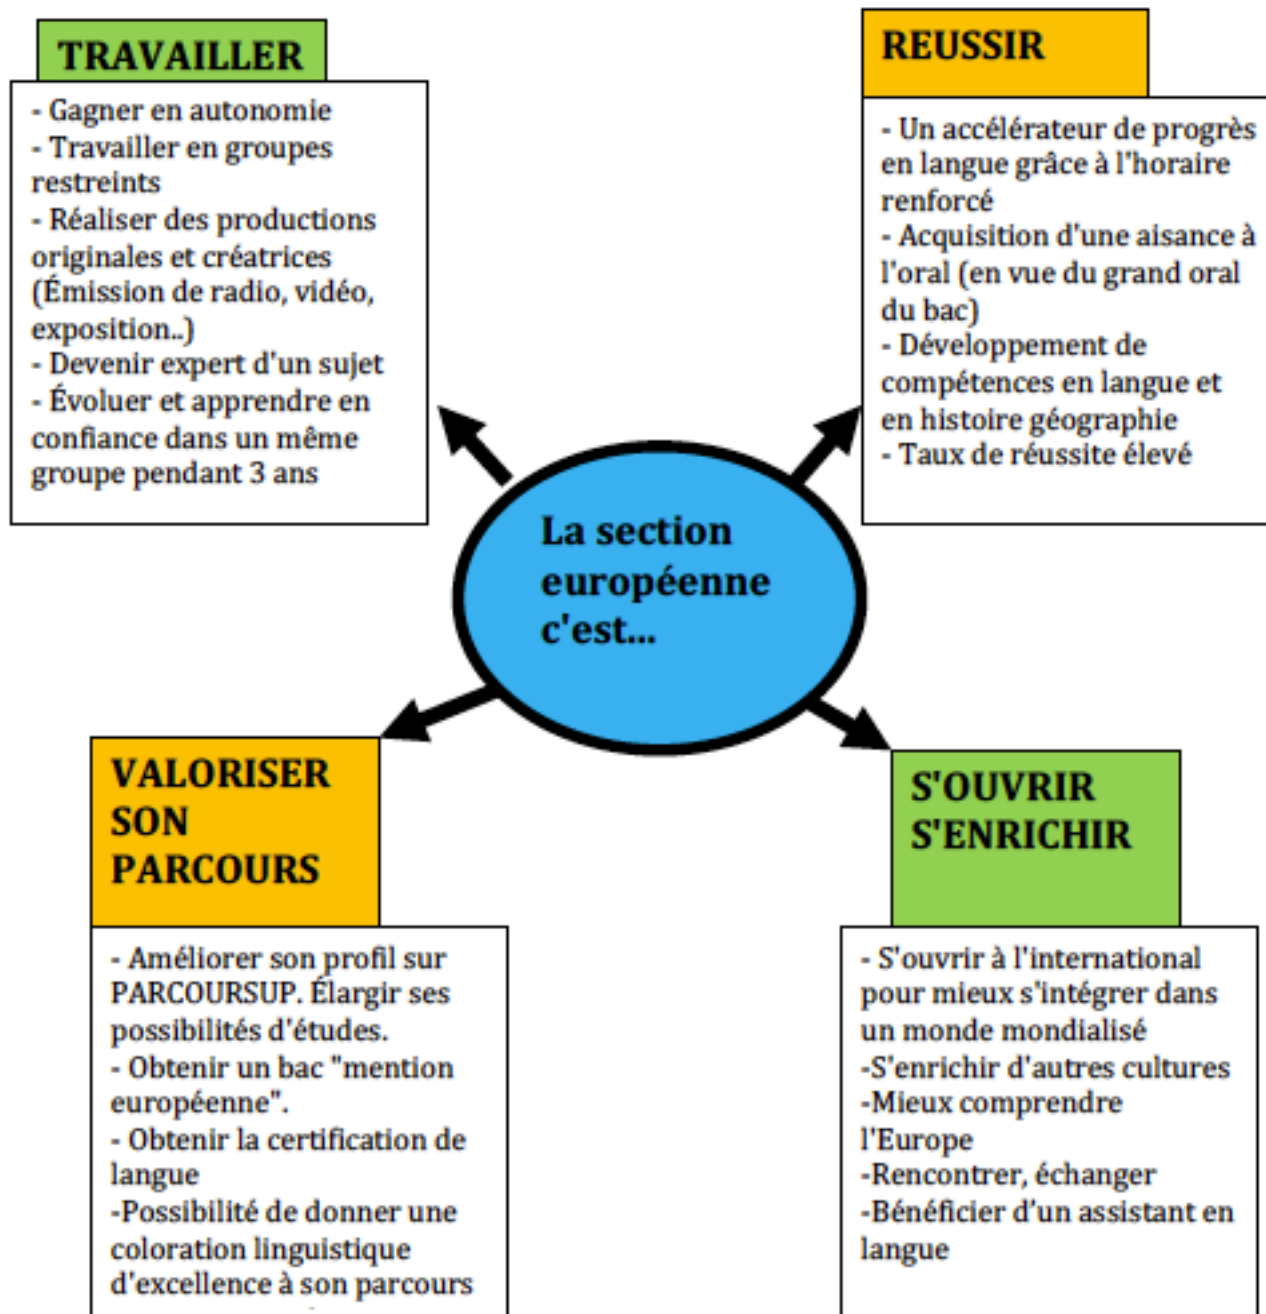 TRAVAILLER
- Gagner en autonomie
- Travailler en groupes
restreints
- Réaliser des productions
originales et créatrices
(Émission de radio, vidéo,
exposition..)
- Devenir expert d'un sujet
- Évoluer et apprendre en
confiance dans un même
groupe pendant 3 ans
REUSSIR
- Un accélérateur de progrès
en langue grâce à l'horaire
renforcé
- Acquisition d'une aisance à
l'oral (en vue du grand oral
du bac)
- Développement de
compétences en langue et
en histoire géographie
- Taux de réussite élevé
La section
européenne
c'est...
VALORISER
SON
PARCOURS
- Améliorer son profil sur
PARCOURSUP. Élargir ses
possibilités d'études.
- Obtenir un bac "mention
européenne".
- Obtenir la certification de
langue
-Possibilité de donner une
coloration linguistique
d'excellence à son parcours
S'OUVRIR
S'ENRICHIR
- S'ouvrir à l'international
pour mieux s'intégrer dans
un monde mondialisé
-S'enrichir d'autres cultures
-Mieux comprendre
l'Europe
-Rencontrer, échanger
-Bénéficier d'un assistant en
langue